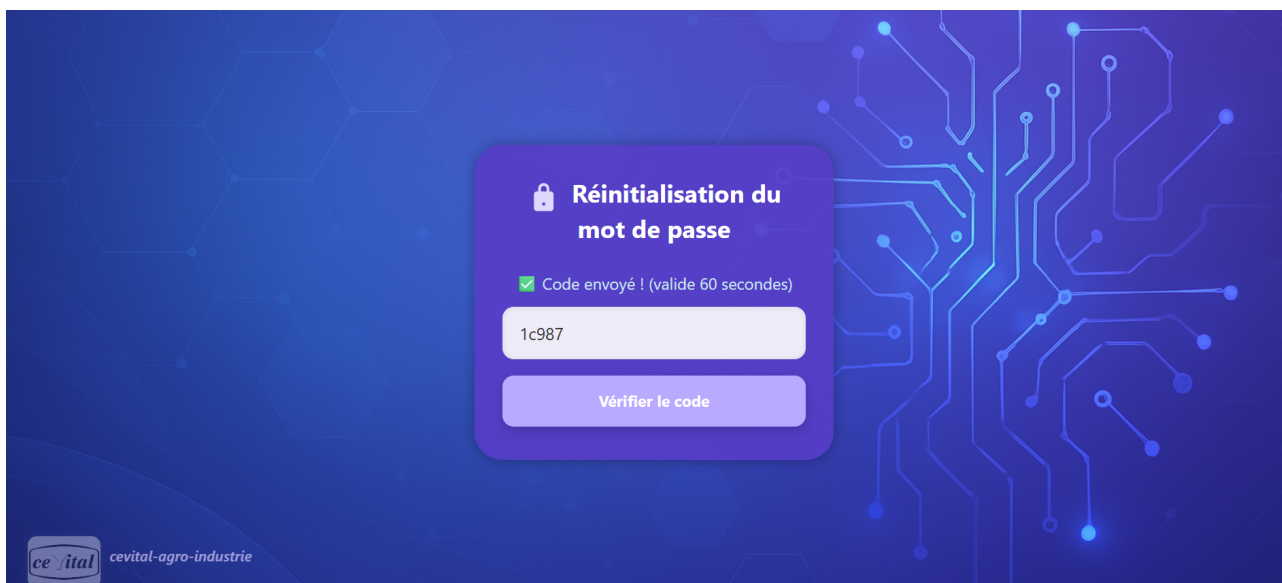 Réinitialisation du
mot de passe
Code envoyé ! (valide 60 secondes)
1c987
Vérifier le code
cevital
cevital-agro-industrie